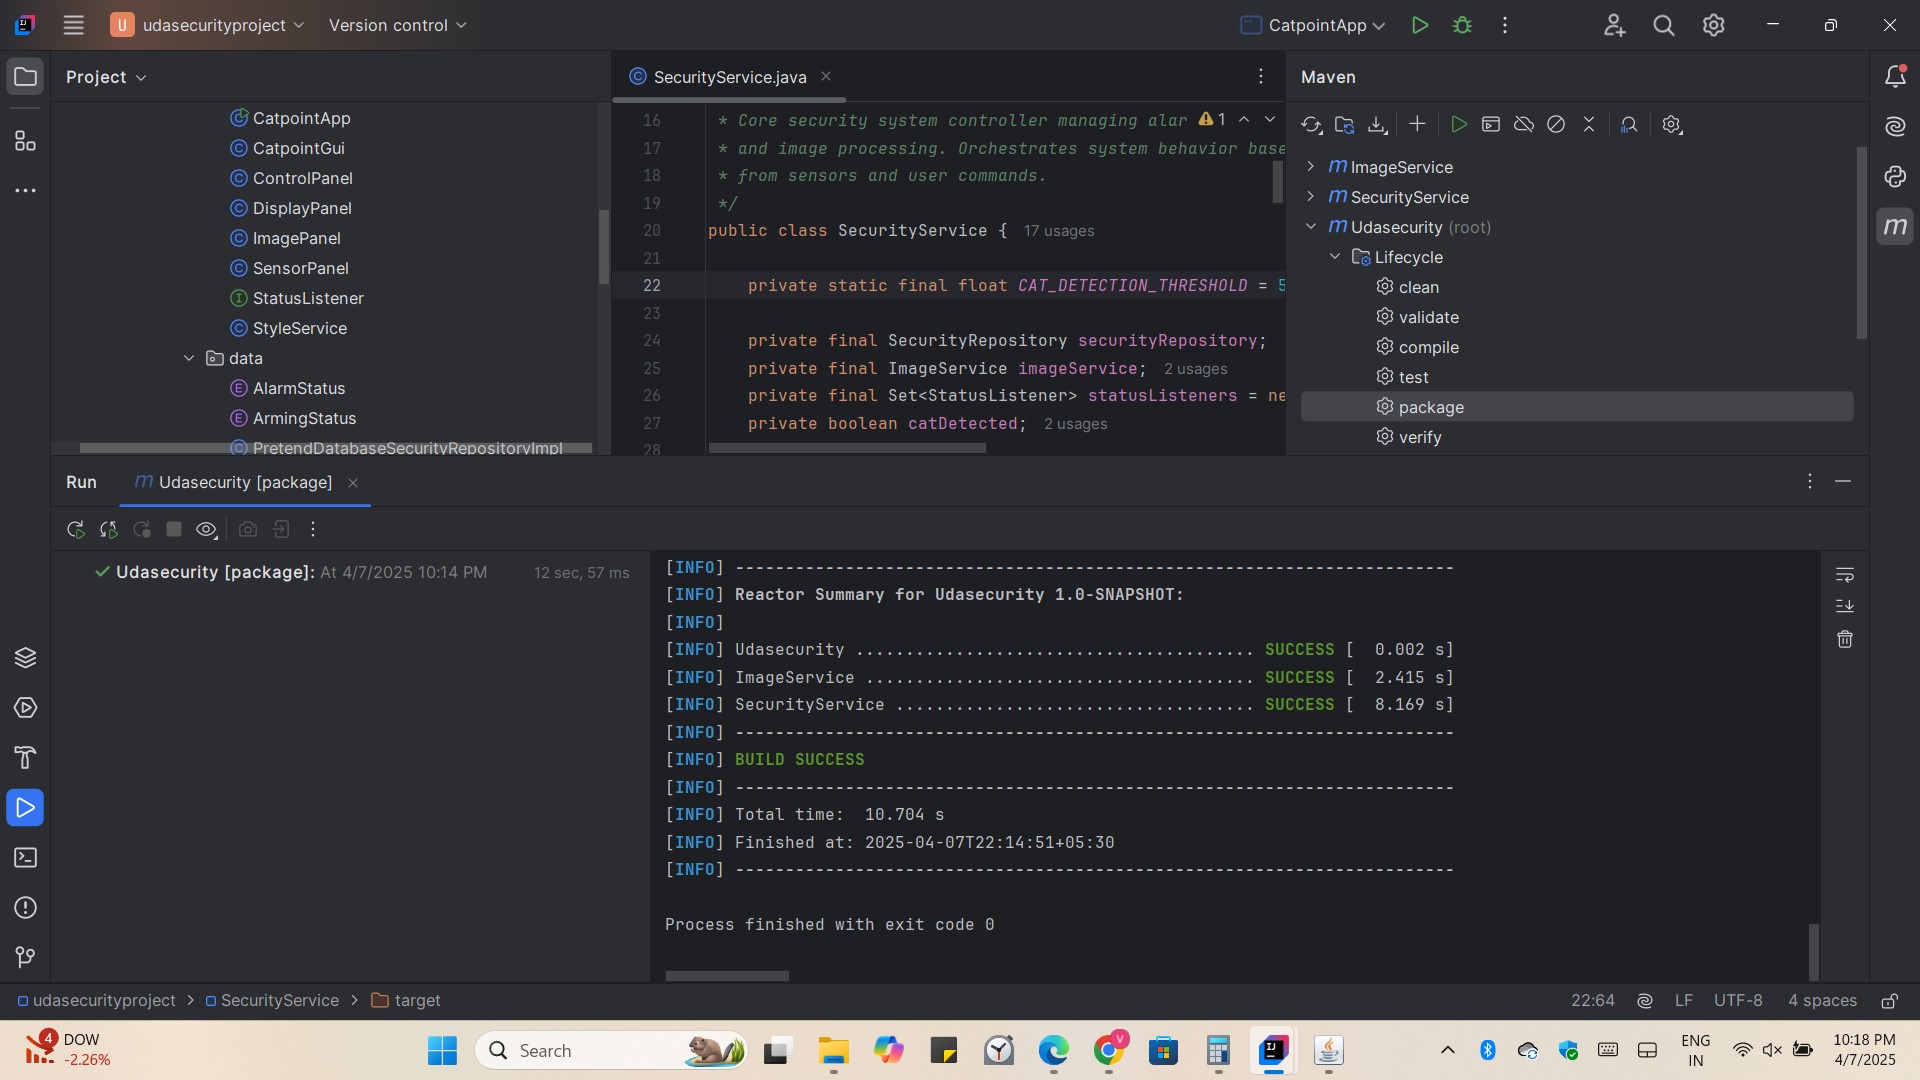 U udasecurityproject Version control CatpointApp
Project
CatpointApp
CatpointGui
ControlPanel
DisplayPanel
ImagePanel
SensorPanel
StatusListener
StyleService
data
AlarmStatus
ArmingStatus
PretendDatabaseSecurityRepositoryImpl
SecurityService.java
16 * Core security system controller managing alar 1
17 * and image processing. Orchestrates system behavior base
18 * from sensors and user commands.
19 */
20 public class SecurityService { 17 usages
21
22 private static final float CAT_DETECTION_THRESHOLD = 5
23
24 private final SecurityRepository securityRepository;
25 private final ImageService imageService; 2 usages
26 private final Set<StatusListener> statusListeners = ne
27 private boolean catDetected; 2 usages
28
Maven
m ImageService
m SecurityService
m Udasecurity (root)
Lifecycle
clean
validate
compile
test
package
verify
m
Run m Udasecurity [package]
Udasecurity [package]: At 4/7/2025 10:14 PM 12 sec, 57 ms
[INFO] ------------------------------------------------------------------------
[INFO] Reactor Summary for Udasecurity 1.0-SNAPSHOT:
[INFO]
[INFO] Udasecurity ........................................ SUCCESS [  0.002 s]
[INFO] ImageService ....................................... SUCCESS [  2.415 s]
[INFO] SecurityService .................................... SUCCESS [  8.169 s]
[INFO] ------------------------------------------------------------------------
[INFO] BUILD SUCCESS
[INFO] ------------------------------------------------------------------------
[INFO] Total time:  10.704 s
[INFO] Finished at: 2025-04-07T22:14:51+05:30
[INFO] ------------------------------------------------------------------------
Process finished with exit code 0
udasecurityproject > SecurityService > target 22:64 LF UTF-8 4 spaces
4 DOW
-2.26%
Search
V
ENG
IN
10:18 PM
4/7/2025